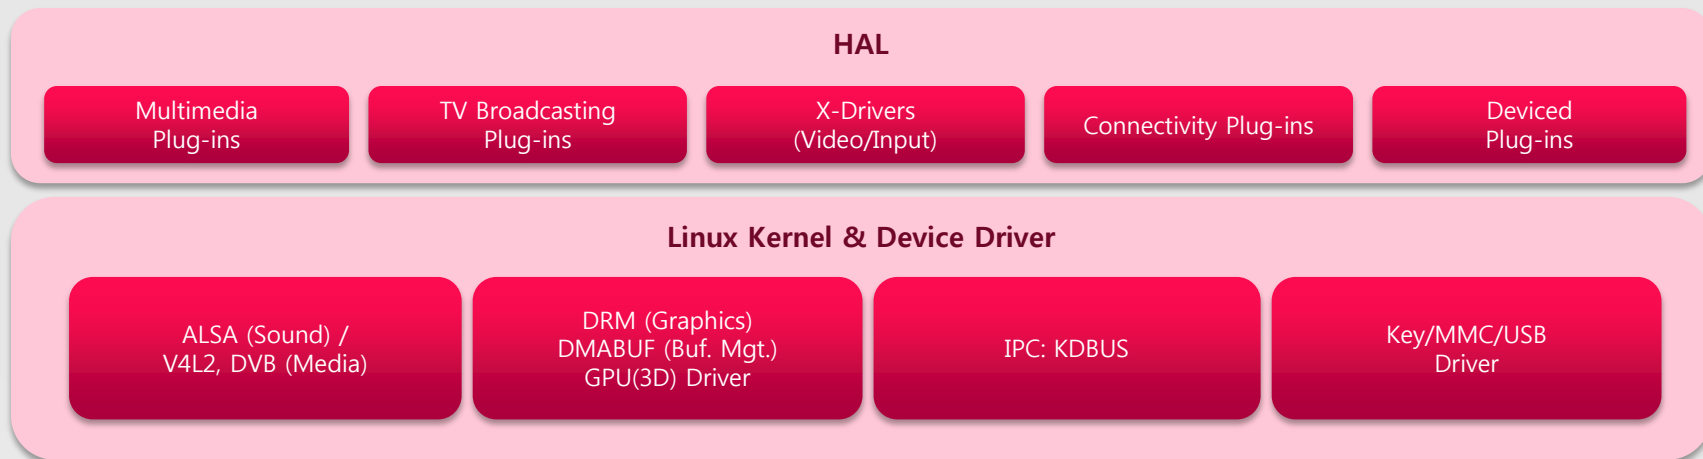 HAL
Multimedia
Plug-ins
TV Broadcasting
Plug-ins
X-Drivers
(Video/Input)
Connectivity Plug-ins
Deviced
Plug-ins
Linux Kernel & Device Driver
ALSA (Sound) /
V4L2, DVB (Media)
DRM (Graphics)
DMABUF (Buf. Mgt.)
GPU(3D) Driver
IPC: KDBUS
Key/MMC/USB
Driver